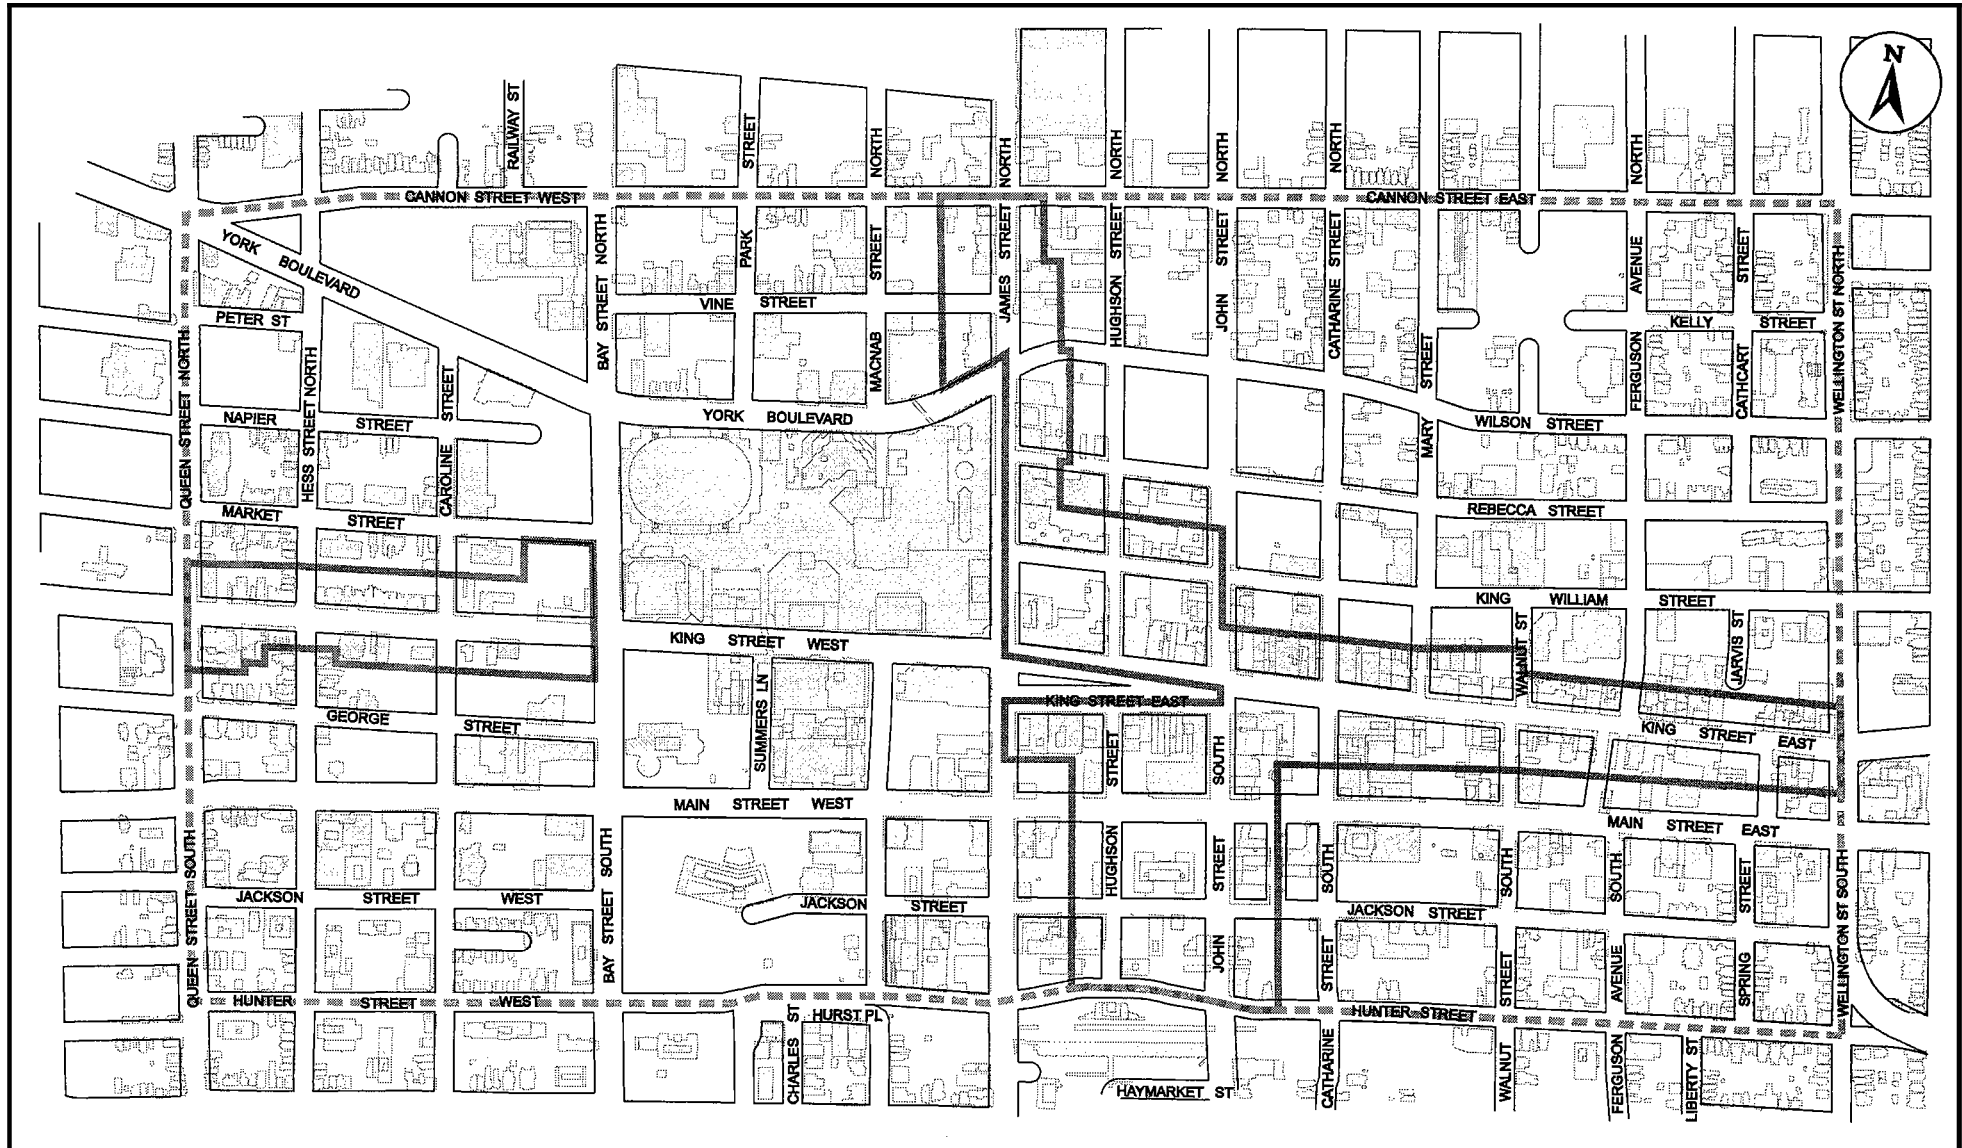 N
RAILWAY ST
STREET
NORTH
NORTH
NORTH
NORTH
NORTH
NORTH
CANNON STREET WEST
CANNON STREET EAST
YORK BOULEVARD
BAY STREET NORTH
PARK
STREET
JAMES STREET
HUGHSON STREET
JOHN STREET
CATHARINE STREET
AVENUE
STREET
WELLINGTON ST NORTH
VINE STREET
PETER ST
KELLY STREET
QUEEN STREET NORTH
HESS STREET NORTH
CAROLINE STREET
MACNAB
MARY STREET
FERGUSON
CATHCART
NAPIER STREET
YORK BOULEVARD
WILSON STREET
MARKET STREET
REBECCA STREET
KING WILLIAM STREET
KING STREET WEST
WALNUT ST
JARVIS ST
SUMMERS LN
KING STREET EAST
GEORGE STREET
KING STREET EAST
STREET
SOUTH
MAIN STREET WEST
MAIN STREET EAST
QUEEN STREET SOUTH
BAY STREET SOUTH
HUGHSON
STREET
SOUTH
SOUTH
SOUTH
STREET
WELLINGTON ST SOUTH
JACKSON STREET WEST
JACKSON STREET
JACKSON STREET
JOHN
STREET
STREET
AVENUE
SPRING
HUNTER STREET WEST
HUNTER STREET
CHARLES ST
HURST PL
HAYMARKET ST
CATHARINE
WALNUT
FERGUSON
LIBERTY ST